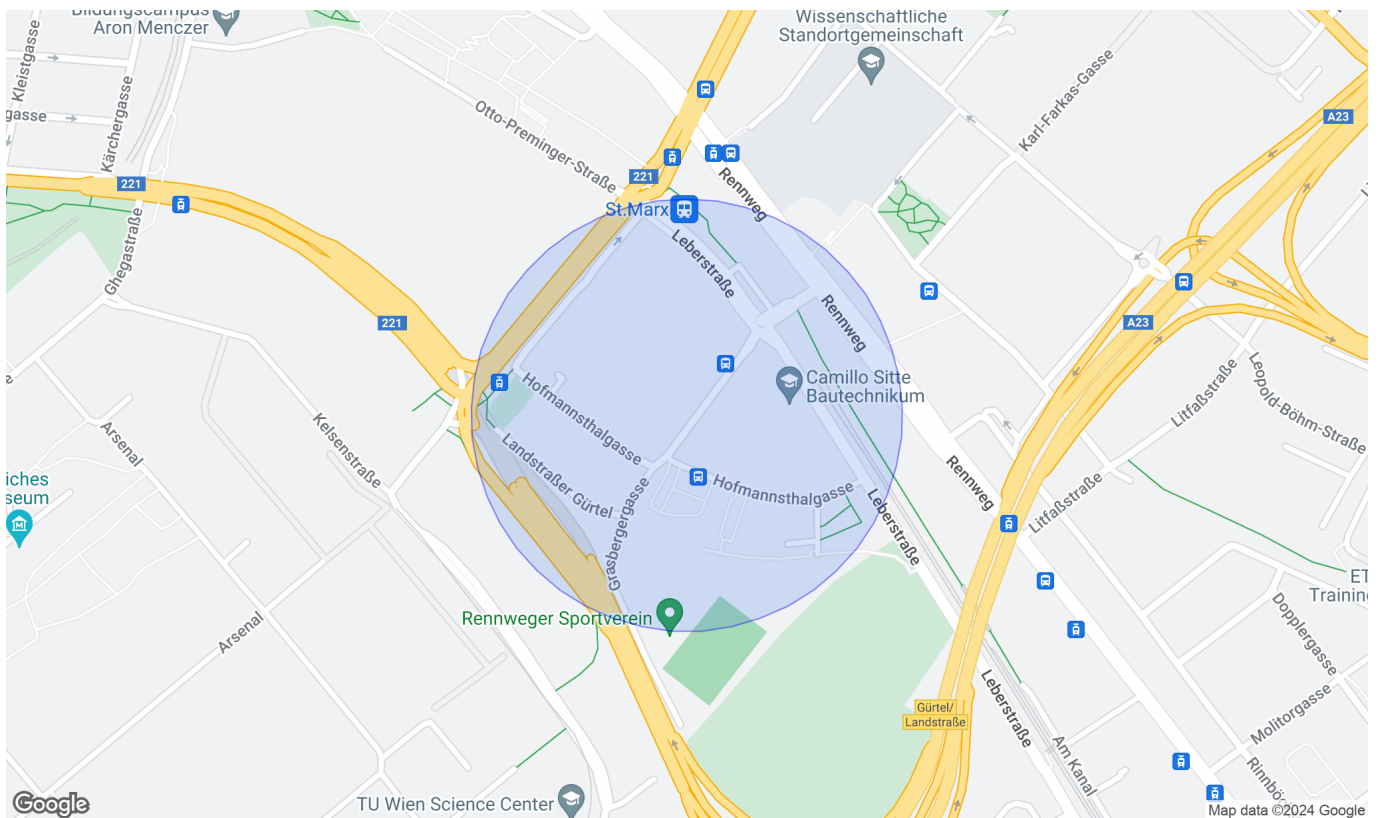 Bildungscampus
Aron Menczer
Wissenschaftliche
Standortgemeinschaft
Kleistgasse
gasse
Kärchergasse
Otto-Preminger-Straße
Karl-Farkas-Gasse
A23
221
221
Rennweg
St.Marx
Ghegastraße
Leberstraße
221
Rennweg
A23
Leopold-Böhm-Straße
Litfaßstraße
Camillo Sitte
Bautechnikum
Hofmannsthalgasse
Kelsenstraße
Arsenal
Landstraßer Gürtel
Hofmannsthalgasse
Rennweg
Litfaßstraße
iches
seum
Grasbergergasse
Leberstraße
ET
Training
Rennweger Sportverein
Arsenal
Dopplergasse
Leberstraße
Gürtel/
Landstraße
Molitorgasse
Am Kanal
Rinnbö
TU Wien Science Center
Google
Map data ©2024 Google